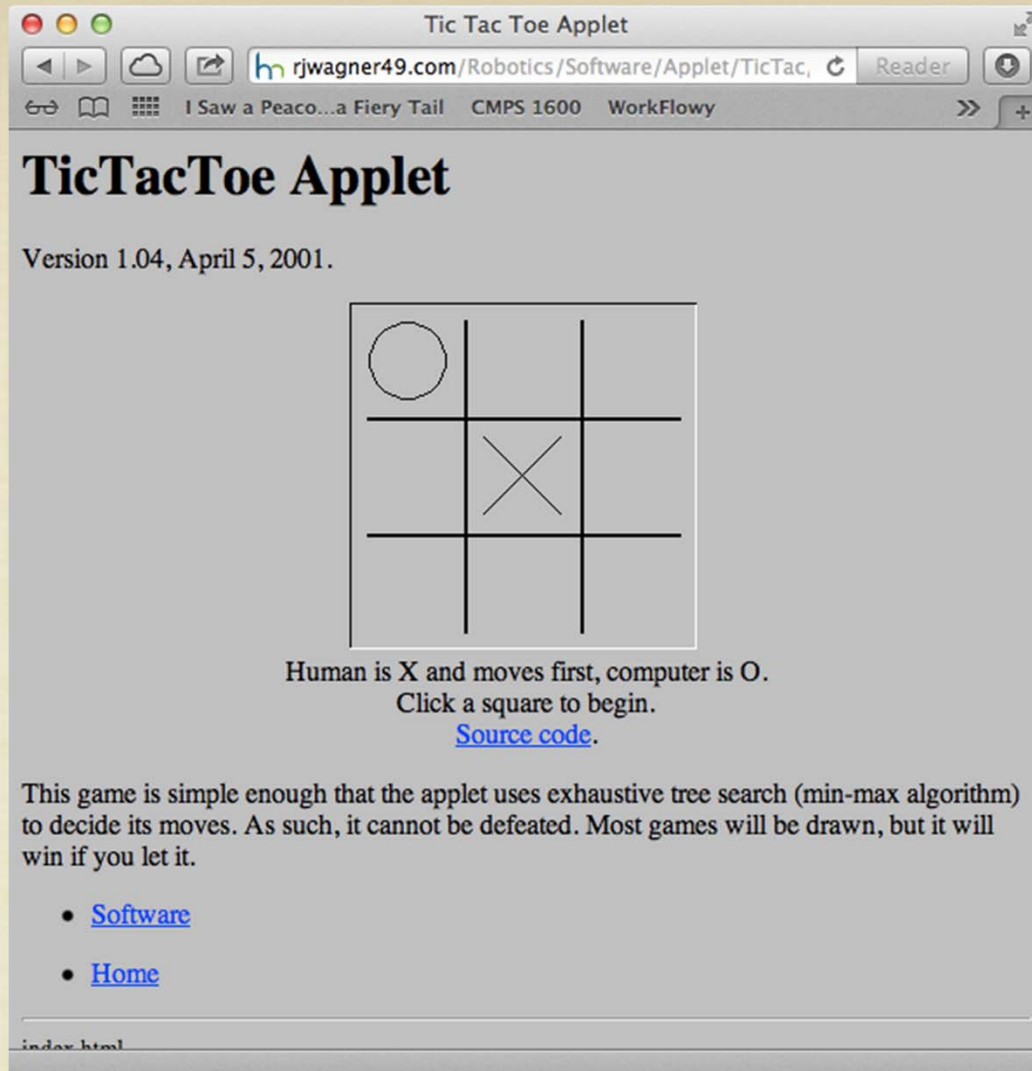 Tic Tac Toe Applet
rjwagner49.com/Robotics/Software/Applet/TicTac, Reader
I Saw a Peaco...a Fiery Tail CMPS 1600 WorkFlowy
TicTacToe Applet
Version 1.04, April 5, 2001.
Human is X and moves first, computer is O.
Click a square to begin.
Source code.
This game is simple enough that the applet uses exhaustive tree search (min-max algorithm)
to decide its moves. As such, it cannot be defeated. Most games will be drawn, but it will
win if you let it.
• Software
• Home
index.html